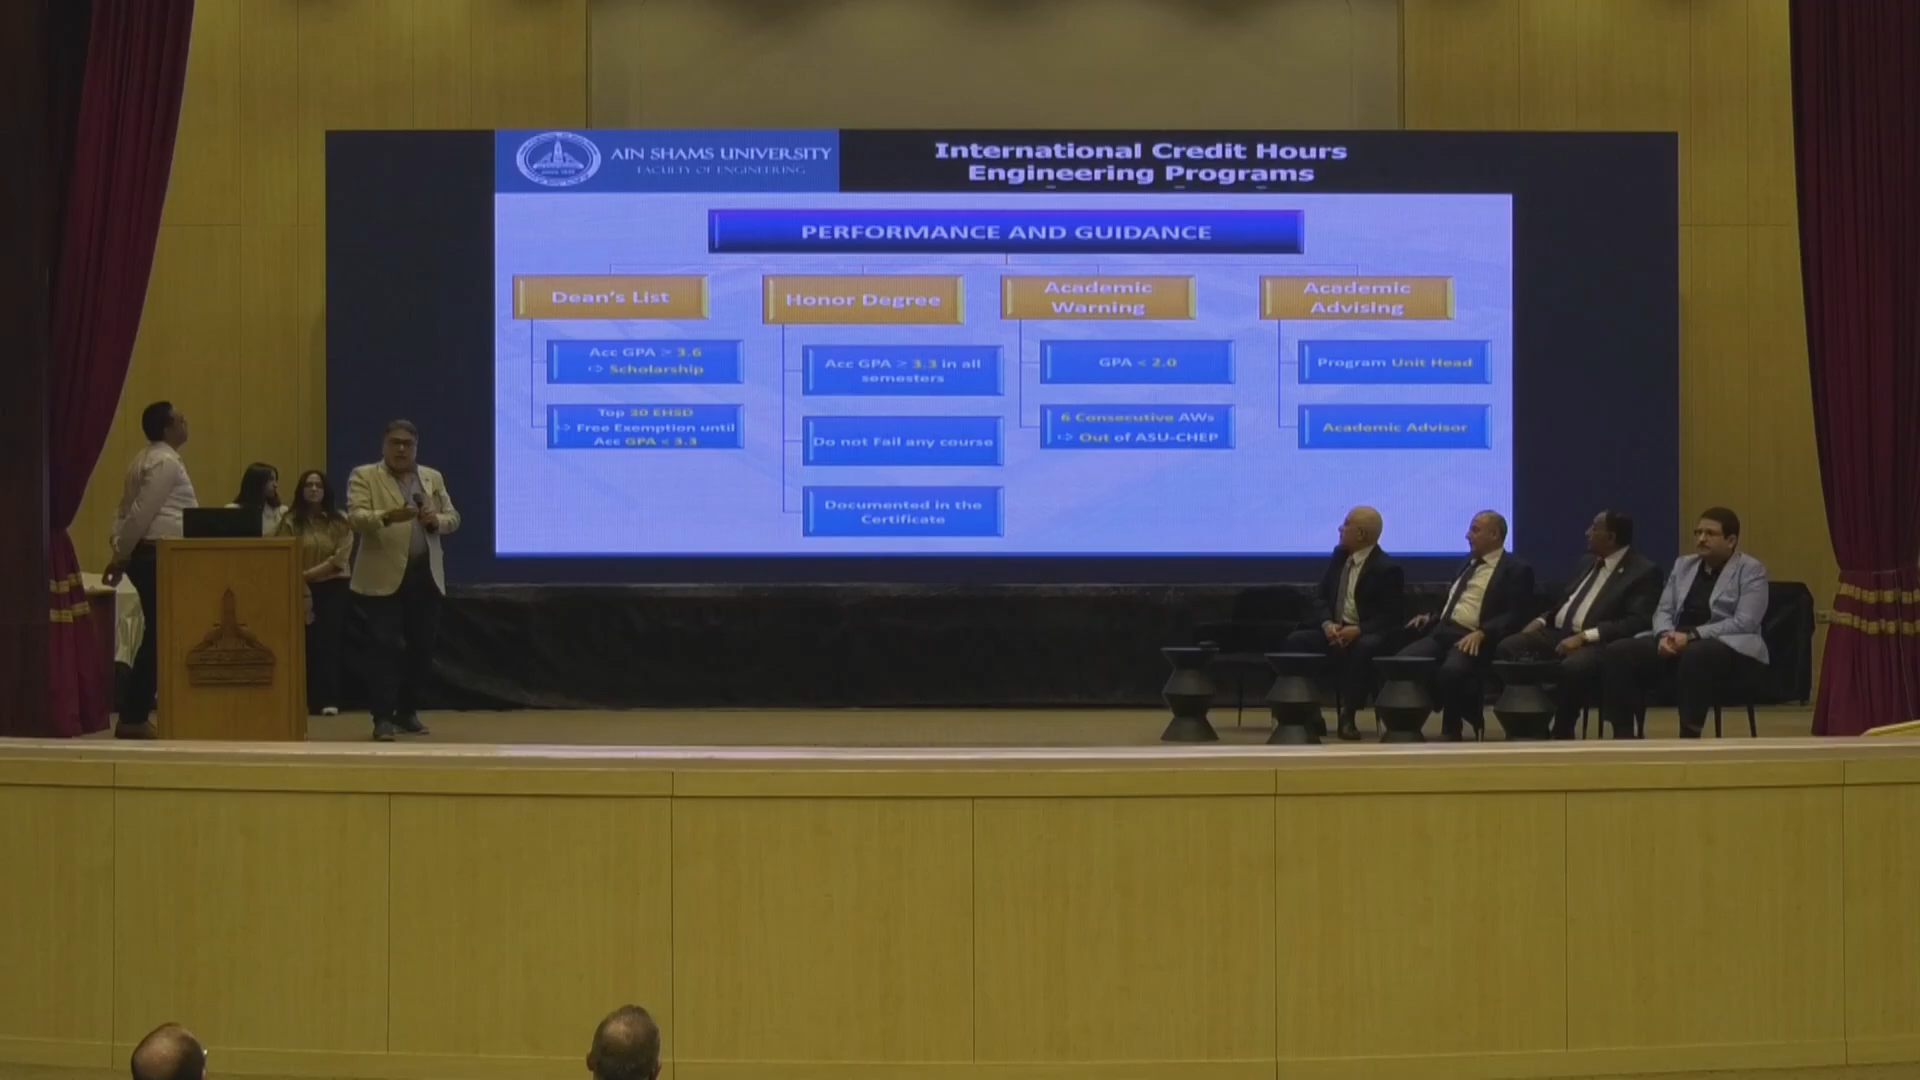 AIN SHAMS UNIVERSITY
FACULTY OF ENGINEERING
International Credit Hours
Engineering Programs
PERFORMANCE AND GUIDANCE
Dean's List
Acc GPA ≥ 3.6
➪ Scholarship
Top 30 EHSD
➪ Free Exemption until
Acc GPA < 3.3
Honor Degree
Acc GPA ≥ 3.3 in all
semesters
Do not Fail any course
Documented in the
Certificate
Academic
Warning
GPA < 2.0
6 Consecutive AWs
➪ Out of ASU-CHEP
Academic
Advising
Program Unit Head
Academic Advisor